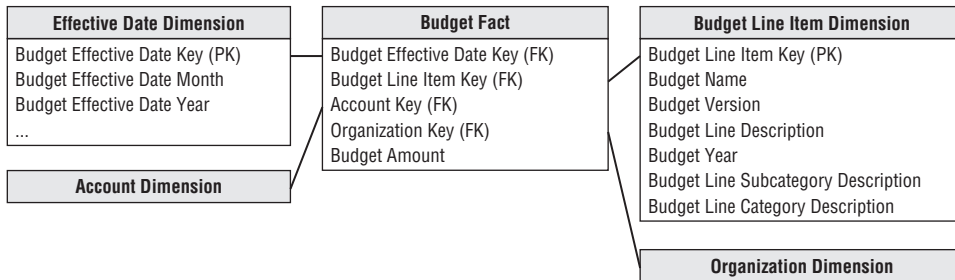 Effective Date Dimension
Budget Effective Date Key (PK)
Budget Effective Date Month
Budget Effective Date Year
...
Account Dimension
Budget Fact
Budget Effective Date Key (FK)
Budget Line Item Key (FK)
Account Key (FK)
Organization Key (FK)
Budget Amount
Budget Line Item Dimension
Budget Line Item Key (PK)
Budget Name
Budget Version
Budget Line Description
Budget Year
Budget Line Subcategory Description
Budget Line Category Description
Organization Dimension